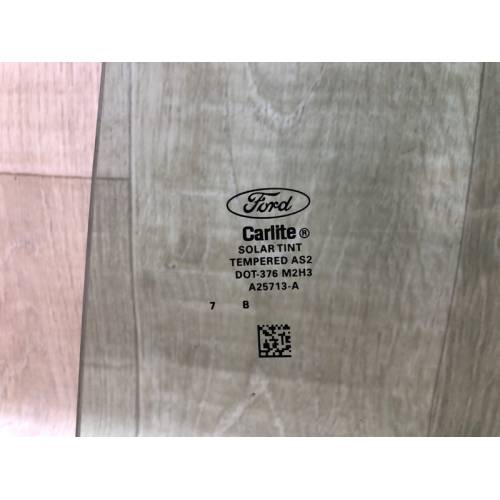 Ford
Carlite ®
SOLAR TINT
TEMPERED AS2
DOT-376 M2H3
A25713-A
7 B